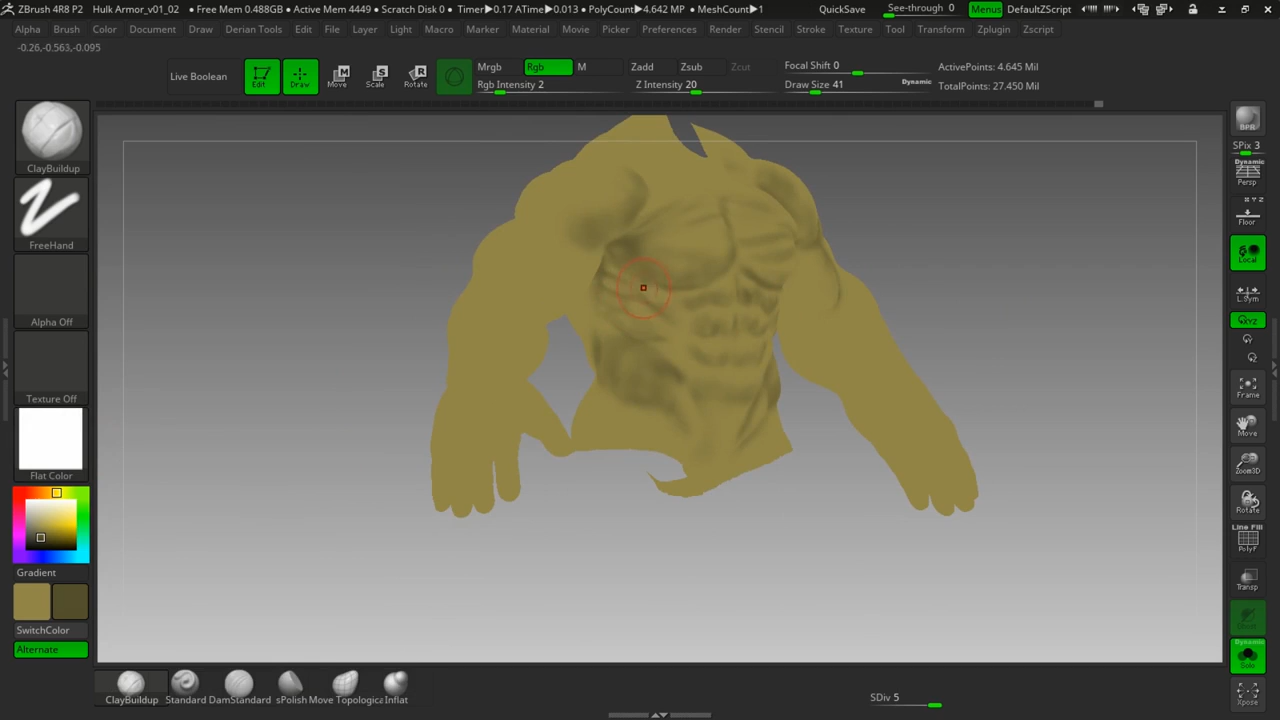 ZBrush 4R8 P2 Hulk Armor_v01_02 • Free Mem 0.488GB • Active Mem 4449 • Scratch Disk 0 • Timer▶0.17 ATime▶0.013 • PolyCount▶4.642 MP • MeshCount▶1 QuickSave See-through 0 Menus DefaultZScript
Alpha Brush Color Document Draw Derian Tools Edit File Layer Light Macro Marker Material Movie Picker Preferences Render Stencil Stroke Texture Tool Transform Zplugin Zscript
-0.26,-0.563,-0.095
Live Boolean Edit Draw Move Scale Rotate
Mrgb Rgb M Zadd Zsub Zcut Focal Shift 0 ActivePoints: 4.645 Mil
Rgb Intensity 2 Z Intensity 20 Draw Size 41 Dynamic TotalPoints: 27.450 Mil
ClayBuildup
FreeHand
Alpha Off
Texture Off
Flat Color
Gradient
SwitchColor
Alternate
BPR
SPix 3
Dynamic
Persp
X Y Z
Floor
Local
L.Sym
XYZ
Y
Z
Frame
Move
Zoom3D
Rotate
Line Fill
PolyF
Transp
Ghost
Dynamic
Solo
Xpose
ClayBuildup Standard DamStandard sPolish Move Topologica Inflat
SDiv 5